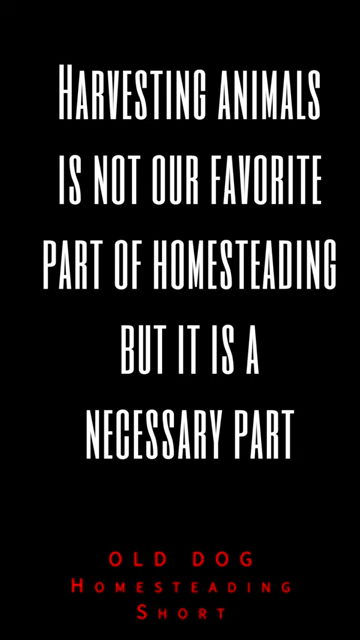 Harvesting animals
is not our favorite
part of homesteading
but it is a
necessary part
OLD DOG
Homesteading
Short